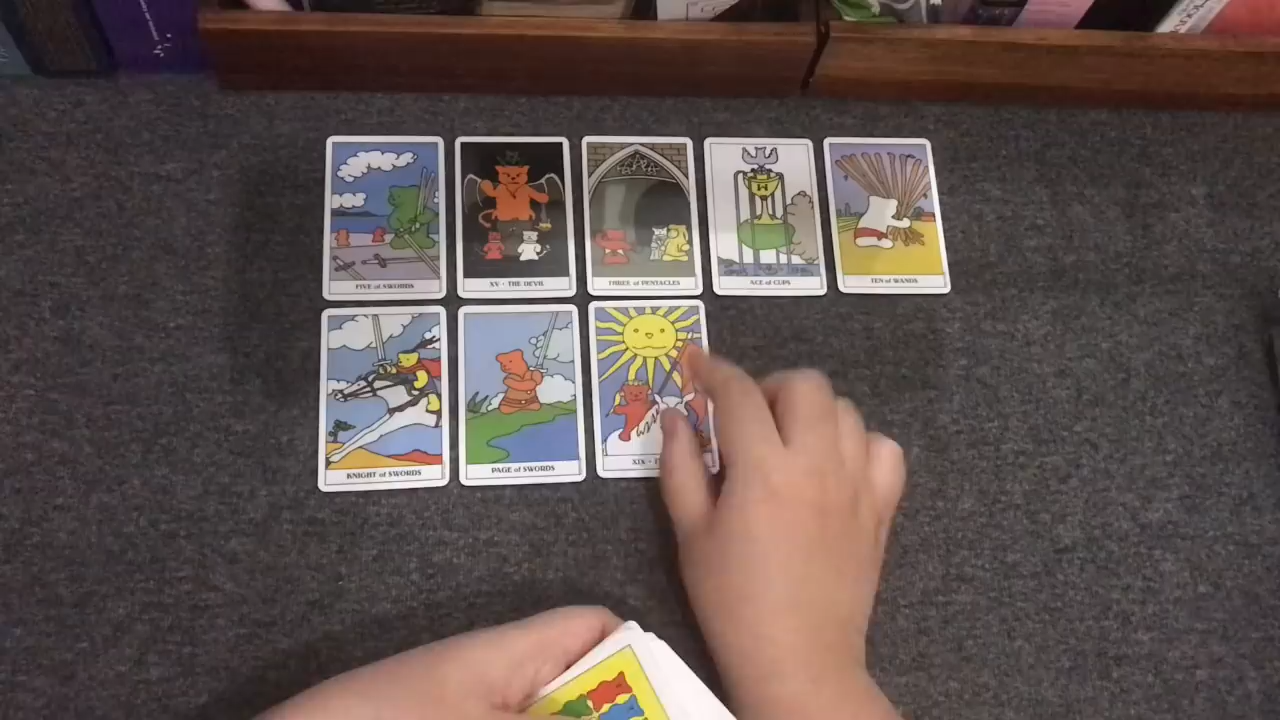 FIVE of SWORDS
XV • THE DEVIL
THREE of PENTACLES
ACE of CUPS
TEN of WANDS
KNIGHT of SWORDS
PAGE of SWORDS
XIX •